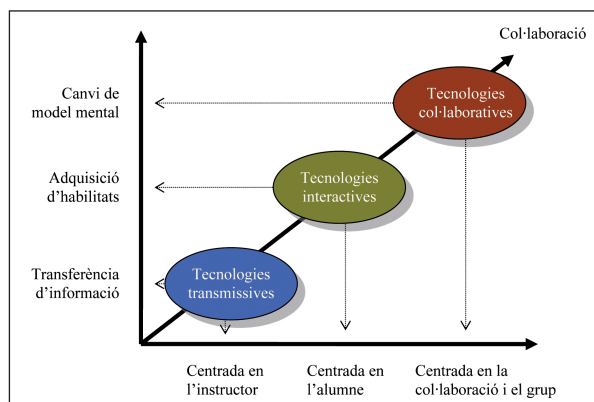 Col·laboració
Canvi de
model mental
Tecnologies
col·laboratives
Adquisició
d’habilitats
Tecnologies
interactives
Transferència
d’informació
Tecnologies
transmissives
Centrada en
l’instructor
Centrada en
l’alumne
Centrada en la
col·laboració i el grup